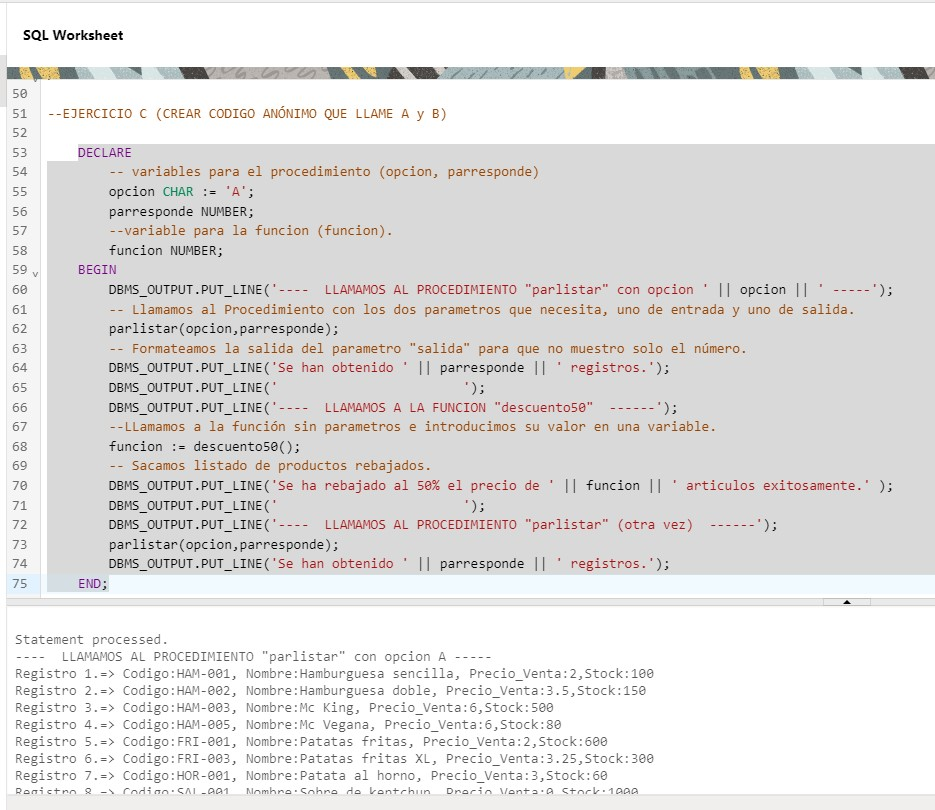 SQL Worksheet
50
51 --EJERCICIO C (CREAR CODIGO ANÓNIMO QUE LLAME A y B)
52
53 DECLARE
54 -- variables para el procedimiento (opcion, parresponde)
55 opcion CHAR := 'A';
56 parresponde NUMBER;
57 --variable para la funcion (funcion).
58 funcion NUMBER;
59 BEGIN
60 DBMS_OUTPUT.PUT_LINE('----  LLAMAMOS AL PROCEDIMIENTO "parlistar" con opcion ' || opcion || ' -----');
61 -- Llamamos al Procedimiento con los dos parametros que necesita, uno de entrada y uno de salida.
62 parlistar(opcion,parresponde);
63 -- Formateamos la salida del parametro "salida" para que no muestro solo el número.
64 DBMS_OUTPUT.PUT_LINE('Se han obtenido ' || parresponde || ' registros.');
65 DBMS_OUTPUT.PUT_LINE('                        ');
66 DBMS_OUTPUT.PUT_LINE('----  LLAMAMOS A LA FUNCION "descuento50"  ------');
67 --LLamamos a la función sin parametros e introducimos su valor en una variable.
68 funcion := descuento50();
69 -- Sacamos listado de productos rebajados.
70 DBMS_OUTPUT.PUT_LINE('Se ha rebajado al 50% el precio de ' || funcion || ' articulos exitosamente.' );
71 DBMS_OUTPUT.PUT_LINE('                        ');
72 DBMS_OUTPUT.PUT_LINE('----  LLAMAMOS AL PROCEDIMIENTO "parlistar" (otra vez)  ------');
73 parlistar(opcion,parresponde);
74 DBMS_OUTPUT.PUT_LINE('Se han obtenido ' || parresponde || ' registros.');
75 END;
Statement processed.
----  LLAMAMOS AL PROCEDIMIENTO "parlistar" con opcion A -----
Registro 1.=> Codigo:HAM-001, Nombre:Hamburguesa sencilla, Precio_Venta:2,Stock:100
Registro 2.=> Codigo:HAM-002, Nombre:Hamburguesa doble, Precio_Venta:3.5,Stock:150
Registro 3.=> Codigo:HAM-003, Nombre:Mc King, Precio_Venta:6,Stock:500
Registro 4.=> Codigo:HAM-005, Nombre:Mc Vegana, Precio_Venta:6,Stock:80
Registro 5.=> Codigo:FRI-001, Nombre:Patatas fritas, Precio_Venta:2,Stock:600
Registro 6.=> Codigo:FRI-003, Nombre:Patatas fritas XL, Precio_Venta:3.25,Stock:300
Registro 7.=> Codigo:HOR-001, Nombre:Patata al horno, Precio_Venta:3,Stock:60
Registro 8.=> Codigo:SAL-001, Nombre:Sobre de kentchup, Precio_Venta:0,Stock:1000